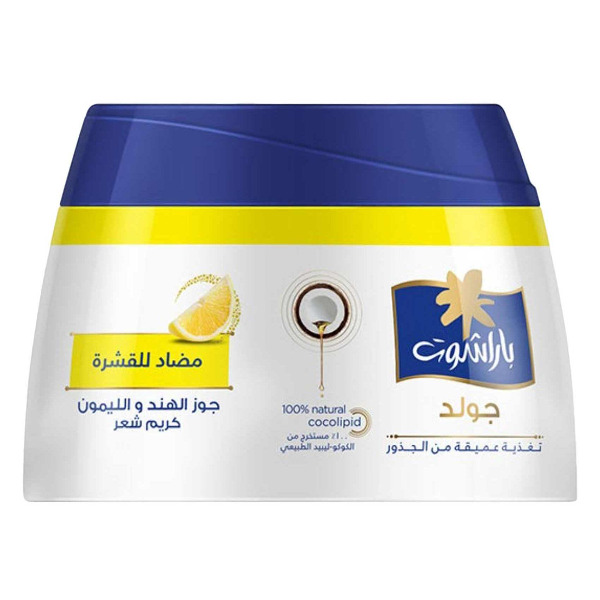 باراشوت
جولد
تغذية عميقة من الجذور
100% natural
cocolipid
١٠٠٪ مستخرج من
الكوكو-ليبيد الطبيعي
مضاد للقشرة
جوز الهند و الليمون
كريم شعر